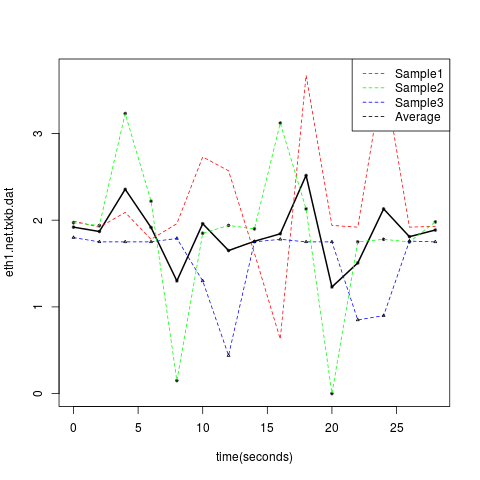 Sample1
Sample2
Sample3
Average
eth1.net.txkb.dat
3
2
1
0
0 5 10 15 20 25
time(seconds)